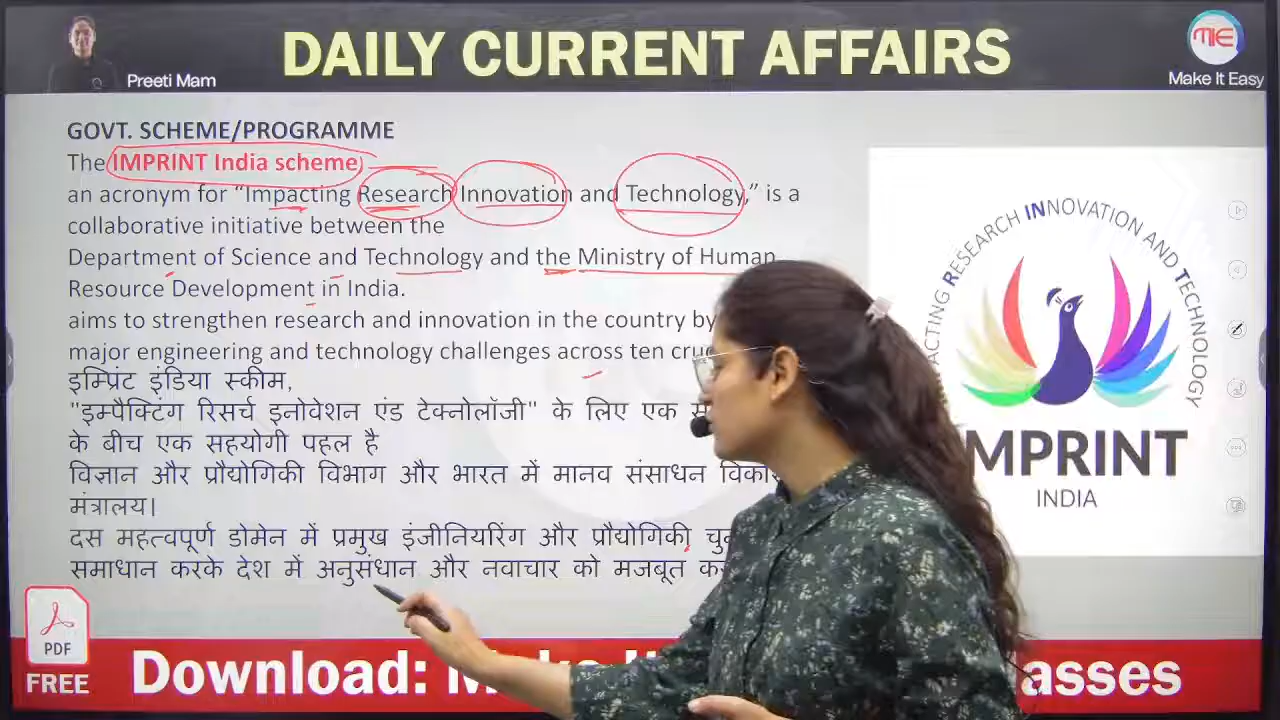 DAILY CURRENT AFFAIRS
Preeti Mam
MIE
Make It Easy
GOVT. SCHEME/PROGRAMME
The IMPRINT India scheme
an acronym for “Impacting Research Innovation and Technology,” is a
collaborative initiative between the
Department of Science and Technology and the Ministry of Human
Resource Development in India.
aims to strengthen research and innovation in the country by
major engineering and technology challenges across ten
इम्प्रिंट इंडिया स्कीम,
"इम्पैक्टिंग रिसर्च इनोवेशन एंड टेक्नोलॉजी" के लिए एक
के बीच एक सहयोगी पहल है
विज्ञान और प्रौद्योगिकी विभाग और भारत में मानव संसाधन विकास
मंत्रालय।
दस महत्वपूर्ण डोमेन में प्रमुख इंजीनियरिंग और प्रौद्योगिकी
समाधान करके देश में अनुसंधान और नवाचार को मजबूत
RESEARCH INNOVATION AND TECHNOLOGY
IMPRINT
INDIA
PDF
FREE
Download: